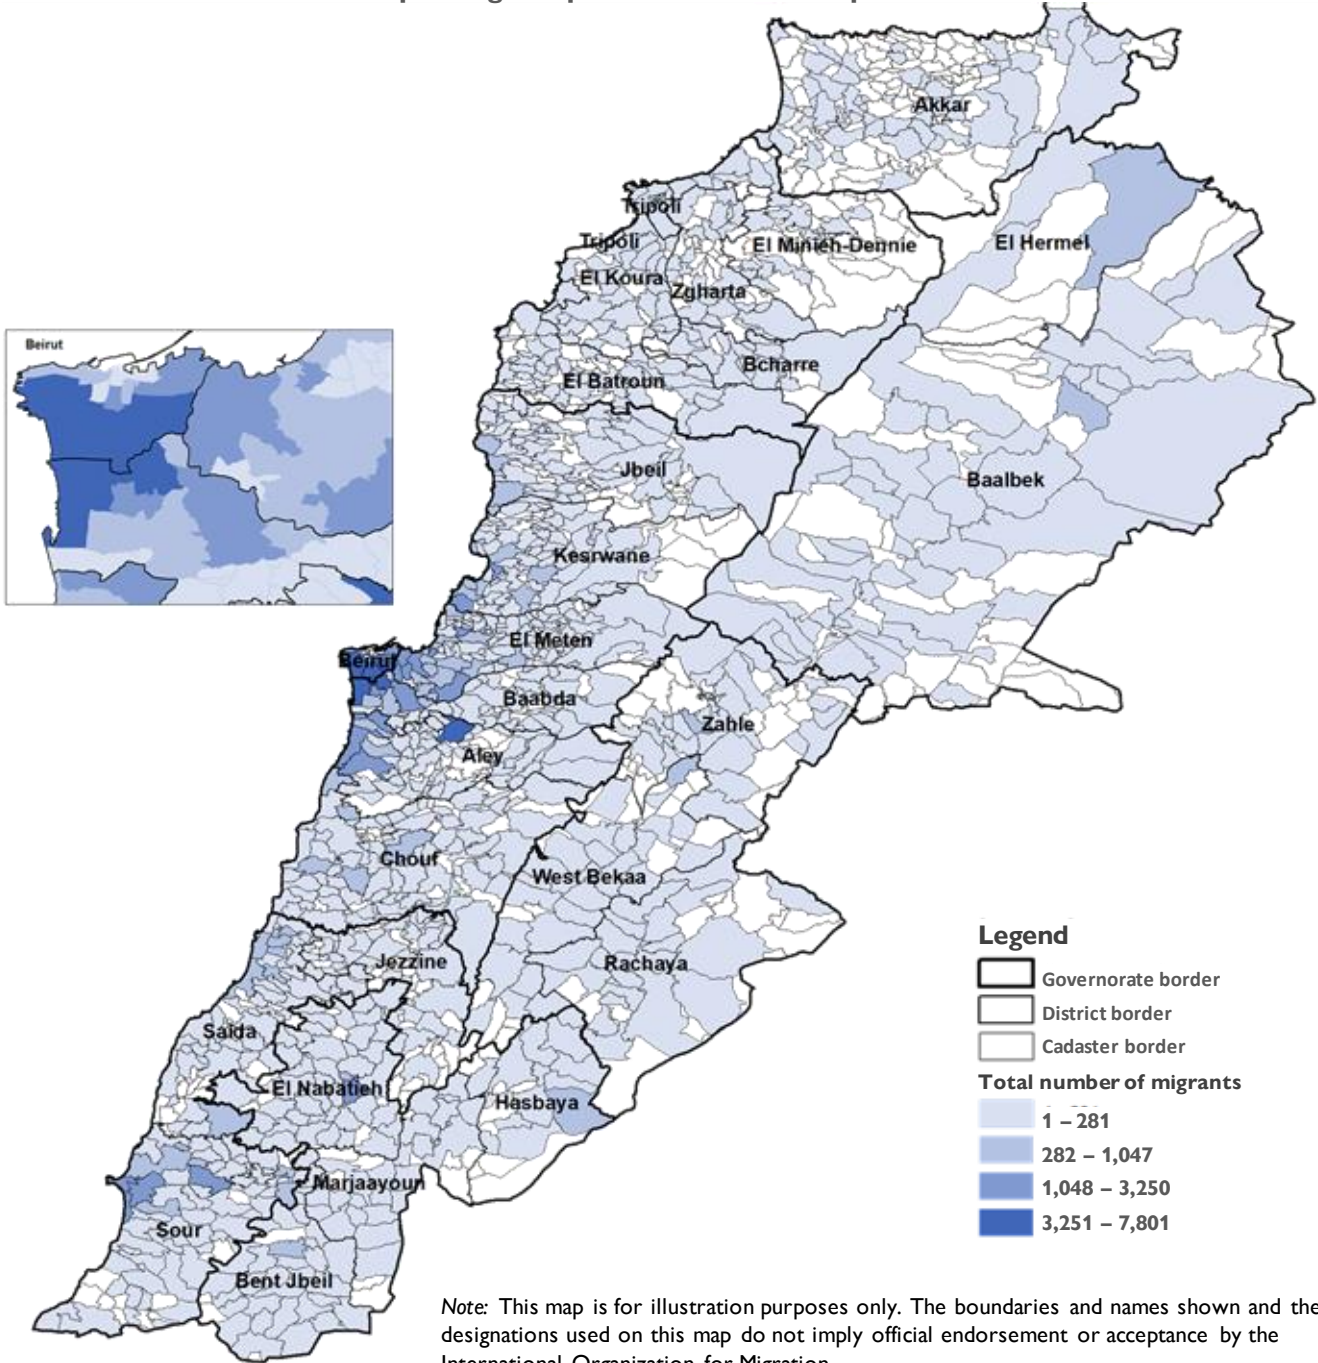 Akkar
Tripoli
Tripoli
El Minieh-Dennie
El Hermel
El Koura
Zgharta
Beirut
Bcharre
El Batroun
Jbeil
Baalbek
Kesrwane
El Meten
Beirut
Baabda
Zahle
Aley
Chouf
West Bekaa
Jezzine
Rachaya
Saida
El Nabatieh
Hasbaya
Marjaayoun
Sour
Bent Jbeil
Legend
Governorate border
District border
Cadaster border
Total number of migrants
1 – 281
282 – 1,047
1,048 – 3,250
3,251 – 7,801
Note: This map is for illustration purposes only. The boundaries and names shown and the
designations used on this map do not imply official endorsement or acceptance by the
International Organization for Migration